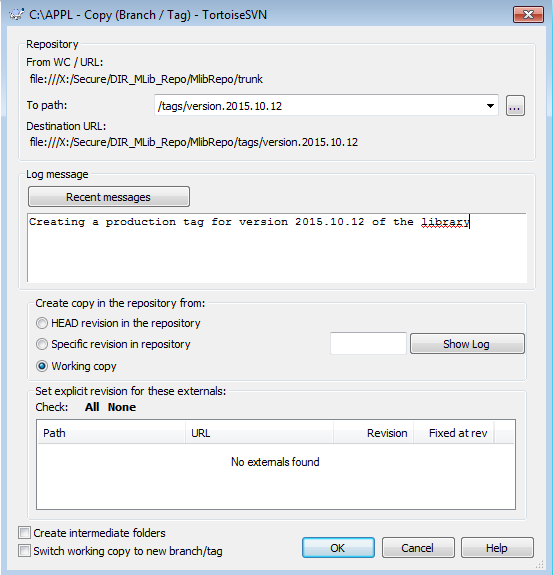 C:\APPL - Copy (Branch / Tag) - TortoiseSVN
Repository
From WC / URL:
file:///X:/Secure/DIR_MLib_Repo/MlibRepo/trunk
To path: /tags/version.2015.10.12 ...
Destination URL:
file:///X:/Secure/DIR_MLib_Repo/MlibRepo/tags/version.2015.10.12
Log message
Recent messages
Creating a production tag for version 2015.10.12 of the library
Create copy in the repository from:
HEAD revision in the repository
Specific revision in repository Show Log
Working copy
Set explicit revision for these externals:
Check: All None
Path URL Revision Fixed at rev
No externals found
Create intermediate folders
Switch working copy to new branch/tag
OK Cancel Help